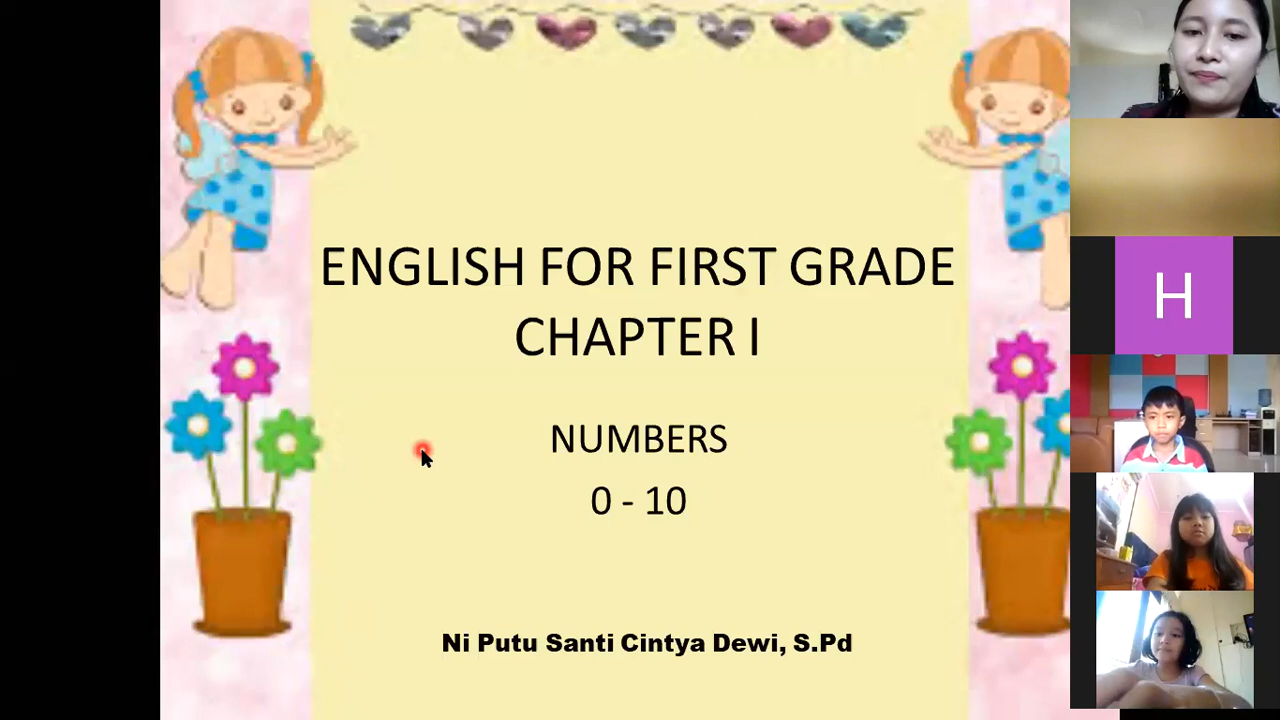 ENGLISH FOR FIRST GRADE
CHAPTER I
NUMBERS
0 - 10
Ni Putu Santi Cintya Dewi, S.Pd
H